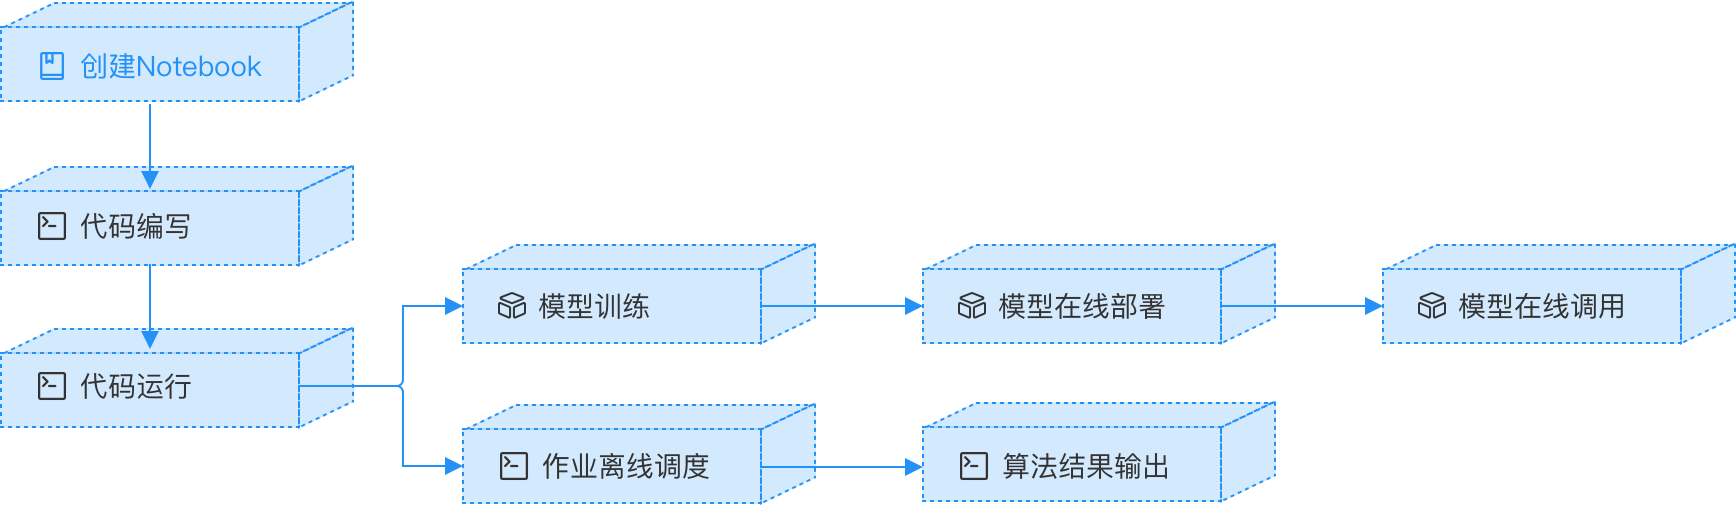 创建Notebook
代码编写
代码运行
模型训练
模型在线部署
模型在线调用
作业离线调度
算法结果输出